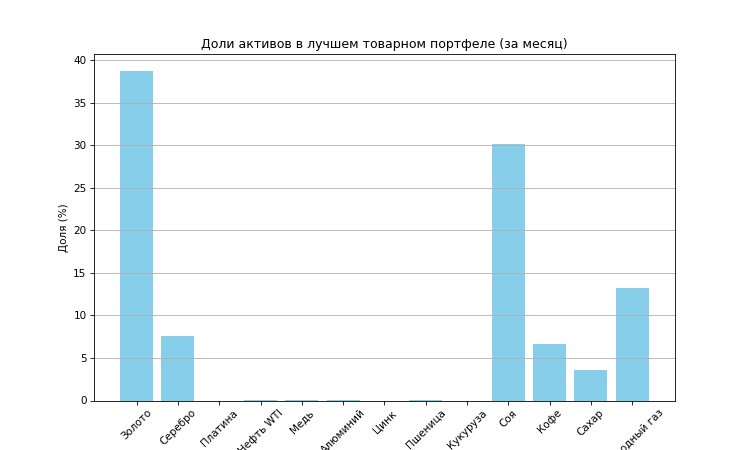 Доли активов в лучшем товарном портфеле (за месяц)
Доля (%)
40
35
30
25
20
15
10
5
0
Золото
Серебро
Платина
Нефть WTI
Медь
Алюминий
Цинк
Пшеница
Кукуруза
Соя
Кофе
Сахар
одный газ